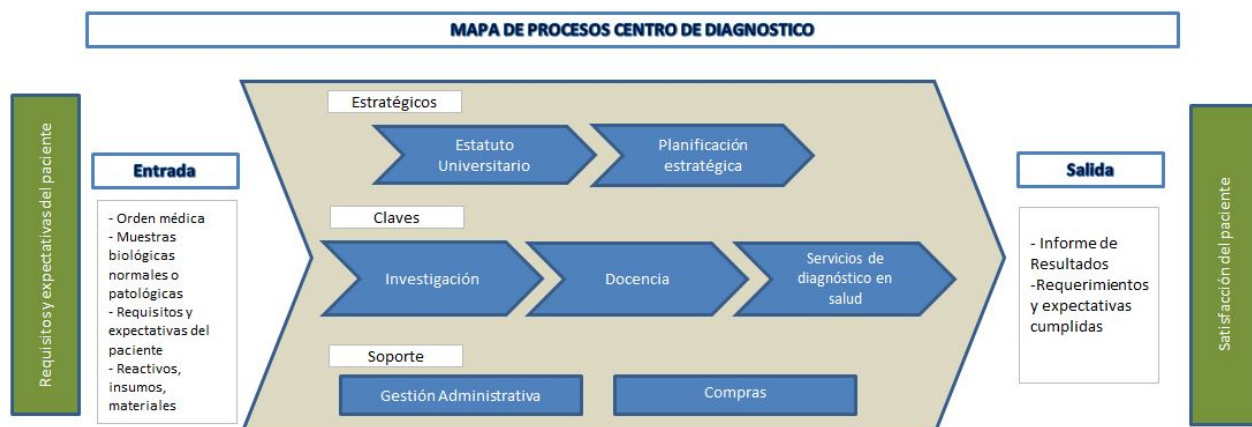 MAPA DE PROCESOS CENTRO DE DIAGNOSTICO
Requisitos y expectativas del paciente
Entrada
- Orden médica
- Muestras
biológicas
normales o
patológicas
- Requisitos y
expectativas del
paciente
- Reactivos,
insumos,
materiales
Estratégicos
Estatuto
Universitario
Planificación
estratégica
Claves
Investigación
Docencia
Servicios de
diagnóstico en
salud
Soporte
Gestión Administrativa
Compras
Salida
- Informe de
Resultados
-Requerimientos
y expectativas
cumplidas
Satisfacción del paciente